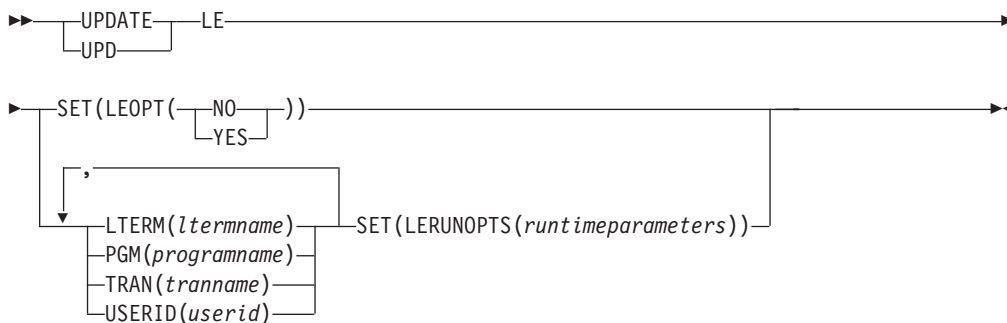 UPDATE LE
UPD
SET(LEOPT( NO ))
YES
,
LTERM(ltermname) SET(LERUNOPTS(runtimeparameters))
PGM(programname)
TRAN(tranname)
USERID(userid)